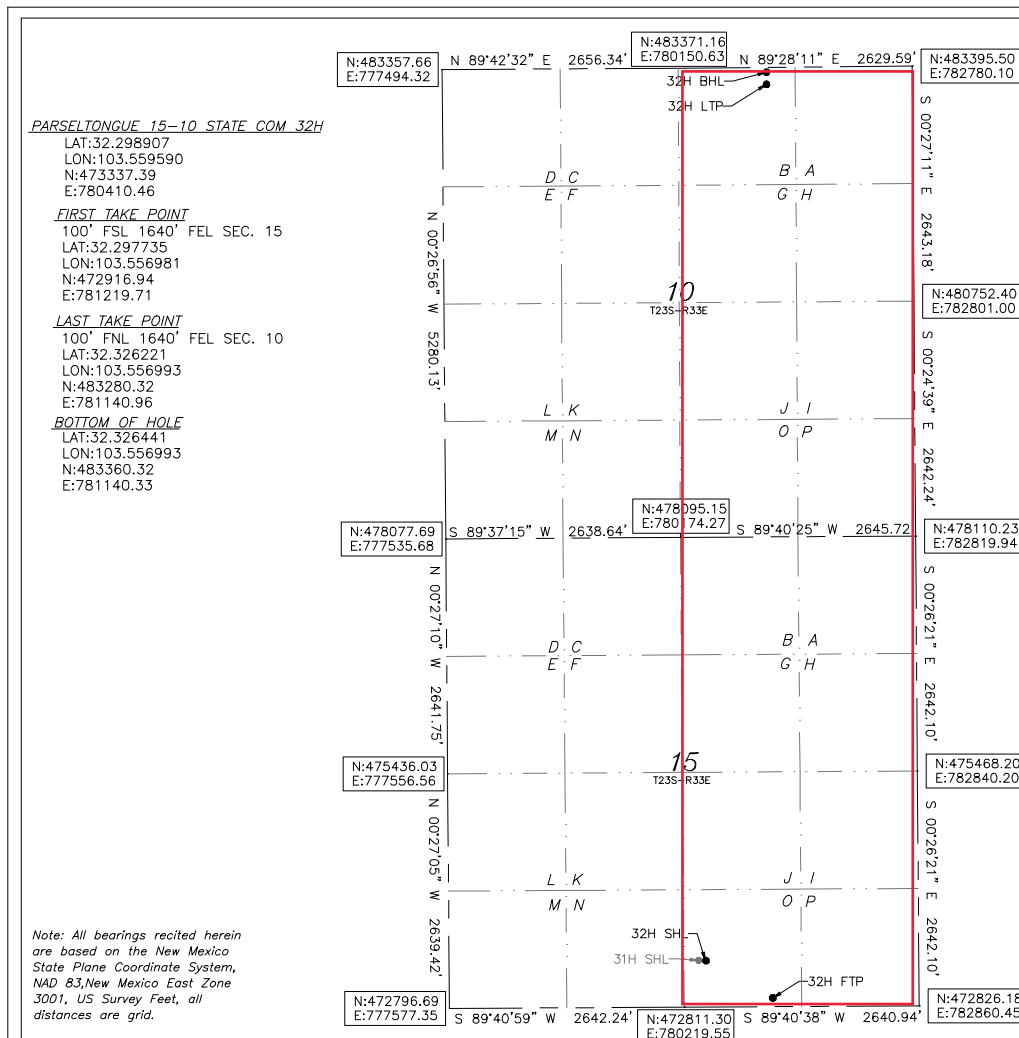 N:483357.66
E:777494.32
N 89°42'32" E 2656.34'
N:483371.16
E:780150.63
N 89°28'11" E 2629.59'
N:483395.50
E:782780.10
32H BHL
32H LTP
PARSELTONGUE 15-10 STATE COM 32H
LAT:32.298907
LON:103.559590
N:473337.39
E:780410.46
FIRST TAKE POINT
100' FSL 1640' FEL SEC. 15
LAT:32.297735
LON:103.556981
N:472916.94
E:781219.71
LAST TAKE POINT
100' FNL 1640' FEL SEC. 10
LAT:32.326221
LON:103.556993
N:483280.32
E:781140.96
BOTTOM OF HOLE
LAT:32.326441
LON:103.556993
N:483360.32
E:781140.33
S 00°27'11" E 2643.18'
D C
E F
B A
G H
N 00°26'56" W 5280.13'
10
T23S-R33E
N:480752.40
E:782801.00
S 00°24'39" E 2642.24'
L K
M N
J I
O P
N:478077.69
E:777535.68
S 89°37'15" W 2638.64'
N:478095.15
E:780174.27
S 89°40'25" W 2645.72'
N:478110.23
E:782819.94
N 00°27'10" W 2641.75'
S 00°26'21" E 2642.10'
D C
E F
B A
G H
15
T23S-R33E
N:475436.03
E:777556.56
N:475468.20
E:782840.20
N 00°27'05" W 2639.42'
S 00°26'21" E 2642.10'
L K
M N
J I
O P
32H SHL
31H SHL
32H FTP
Note: All bearings recited herein
are based on the New Mexico
State Plane Coordinate System,
NAD 83,New Mexico East Zone
3001, US Survey Feet, all
distances are grid.
N:472796.69
E:777577.35
S 89°40'59" W 2642.24'
N:472811.30
E:780219.55
S 89°40'38" W 2640.94'
N:472826.18
E:782860.45